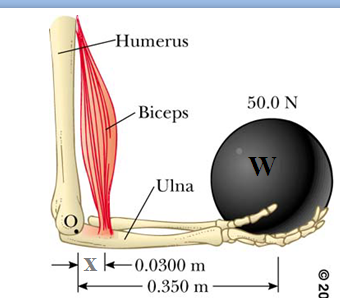 Humerus
Biceps
50.0 N
W
Ulna
O
X
0.0300 m
0.350 m
© 20